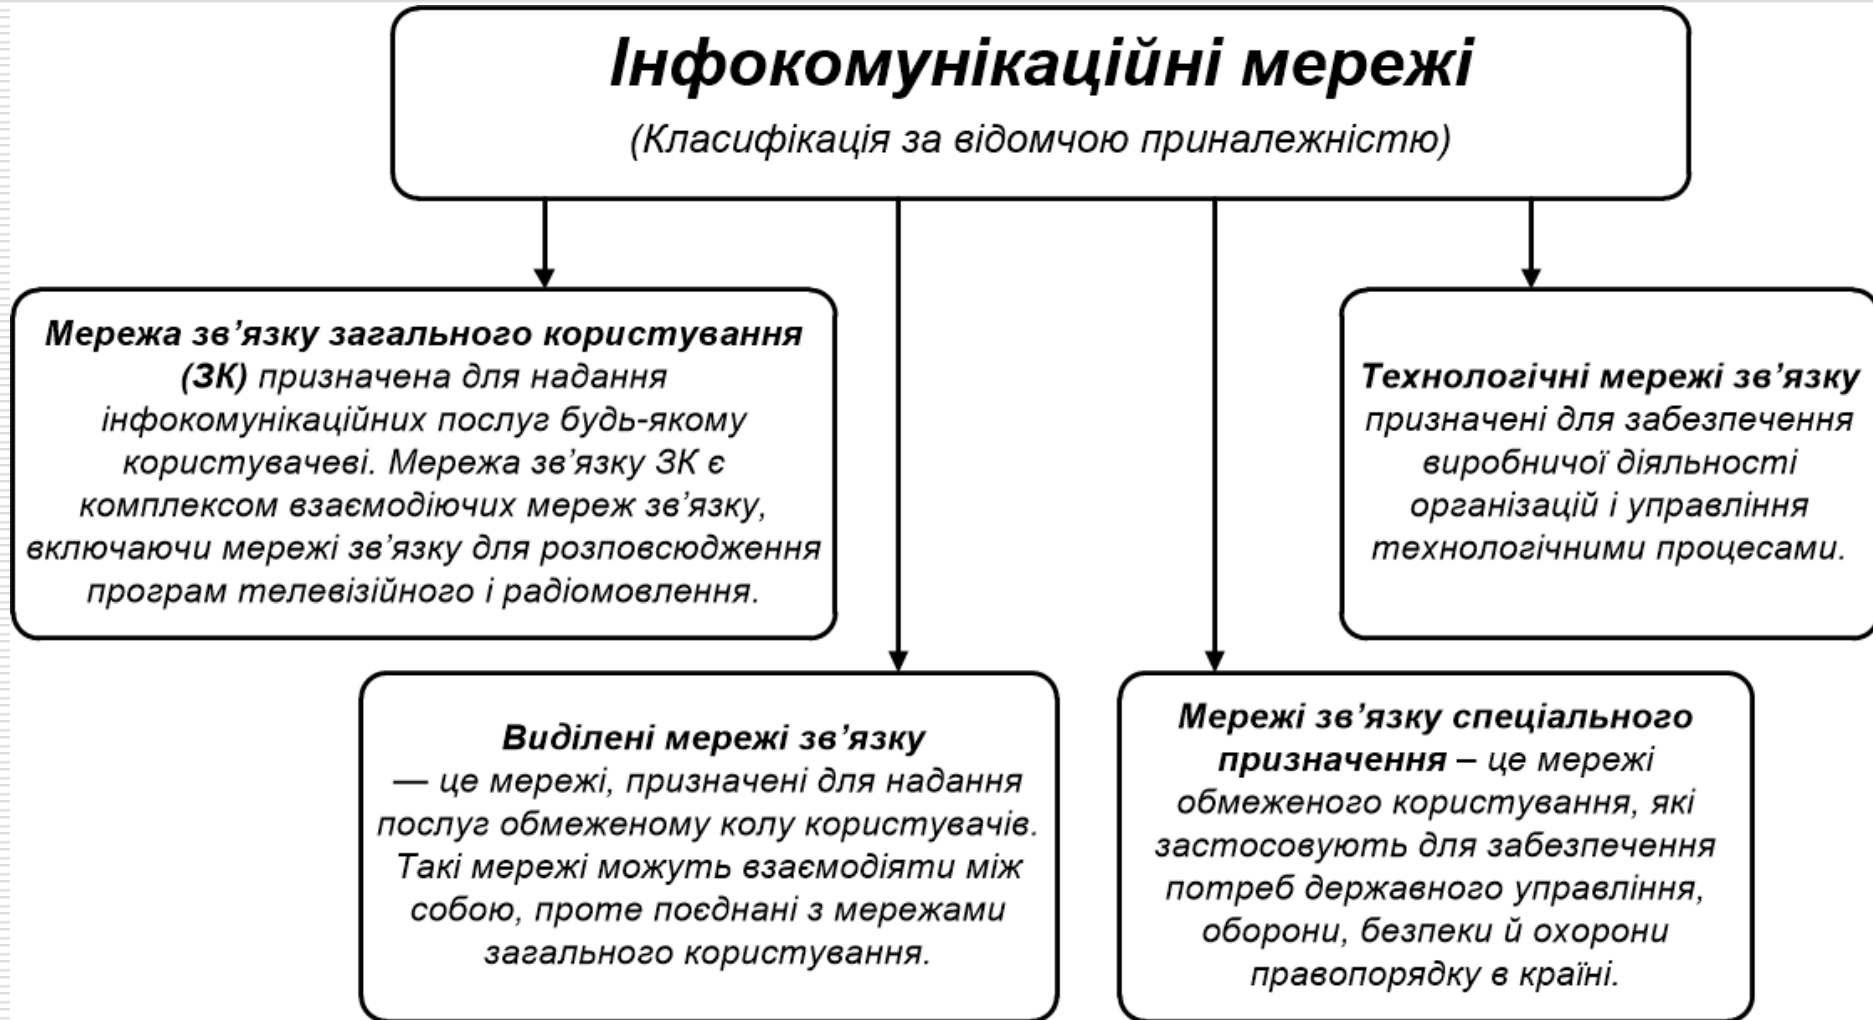 Інфокомунікаційні мережі
(Класифікація за відомчою приналежністю)
Мережа зв’язку загального користування
(ЗК) призначена для надання
інфокомунікаційних послуг будь-якому
користувачеві. Мережа зв’язку ЗК є
комплексом взаємодіючих мереж зв’язку,
включаючи мережі зв’язку для розповсюдження
програм телевізійного і радіомовлення.
Технологічні мережі зв’язку
призначені для забезпечення
виробничої діяльності
організацій і управління
технологічними процесами.
Виділені мережі зв’язку
— це мережі, призначені для надання
послуг обмеженому колу користувачів.
Такі мережі можуть взаємодіяти між
собою, проте поєднані з мережами
загального користування.
Мережі зв’язку спеціального
призначення – це мережі
обмеженого користування, які
застосовують для забезпечення
потреб державного управління,
оборони, безпеки й охорони
правопорядку в країні.